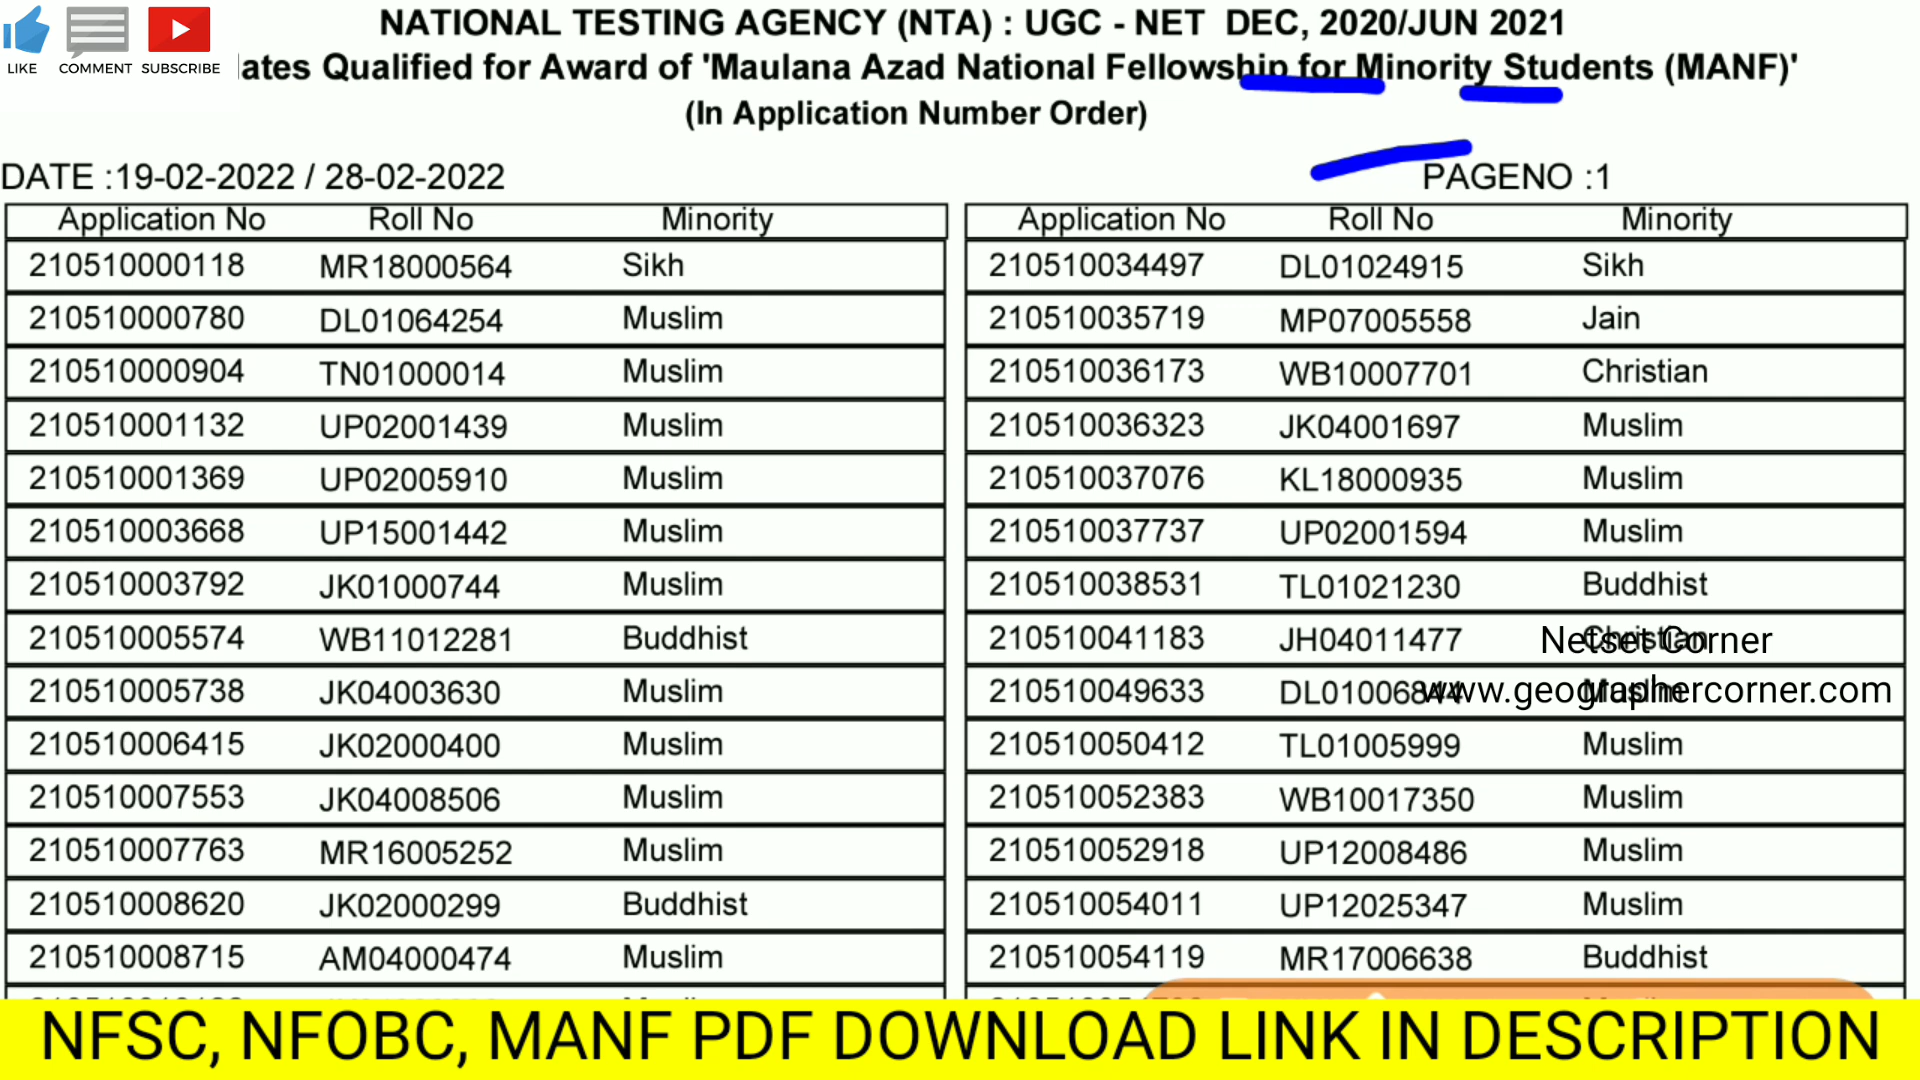 NATIONAL TESTING AGENCY (NTA) : UGC - NET DEC, 2020/JUN 2021
LIKE COMMENT SUBSCRIBE
ates Qualified for Award of 'Maulana Azad National Fellowship for Minority Students (MANF)'
(In Application Number Order)
DATE :19-02-2022 / 28-02-2022 PAGENO :1
Application No Roll No Minority Application No Roll No Minority
210510000118 MR18000564 Sikh 210510034497 DL01024915 Sikh
210510000780 DL01064254 Muslim 210510035719 MP07005558 Jain
210510000904 TN01000014 Muslim 210510036173 WB10007701 Christian
210510001132 UP02001439 Muslim 210510036323 JK04001697 Muslim
210510001369 UP02005910 Muslim 210510037076 KL18000935 Muslim
210510003668 UP15001442 Muslim 210510037737 UP02001594 Muslim
210510003792 JK01000744 Muslim 210510038531 TL01021230 Buddhist
210510005574 WB11012281 Buddhist 210510041183 JH04011477 Christian
Netset Corner
210510005738 JK04003630 Muslim 210510049633 DL01006844 Muslim
www.geographercorner.com
210510006415 JK02000400 Muslim 210510050412 TL01005999 Muslim
210510007553 JK04008506 Muslim 210510052383 WB10017350 Muslim
210510007763 MR16005252 Muslim 210510052918 UP12008486 Muslim
210510008620 JK02000299 Buddhist 210510054011 UP12025347 Muslim
210510008715 AM04000474 Muslim 210510054119 MR17006638 Buddhist
NFSC, NFOBC, MANF PDF DOWNLOAD LINK IN DESCRIPTION